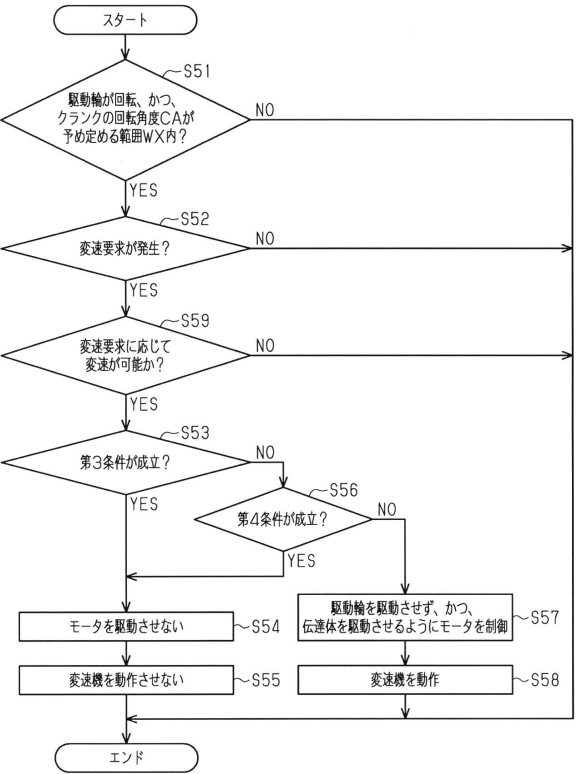 スタート
S51
駆動輪が回転、かつ、
クランクの回転角度CAが
予め定める範囲WX内？
NO
YES
S52
変速要求が発生？
NO
YES
S59
変速要求に応じて
変速が可能か？
NO
YES
S53
第3条件が成立？
NO
YES
S56
第4条件が成立？
NO
YES
モータを駆動させない
S54
駆動輪を駆動させず、かつ、
伝達体を駆動させるようにモータを制御
S57
変速機を動作させない
S55
変速機を動作
S58
エンド